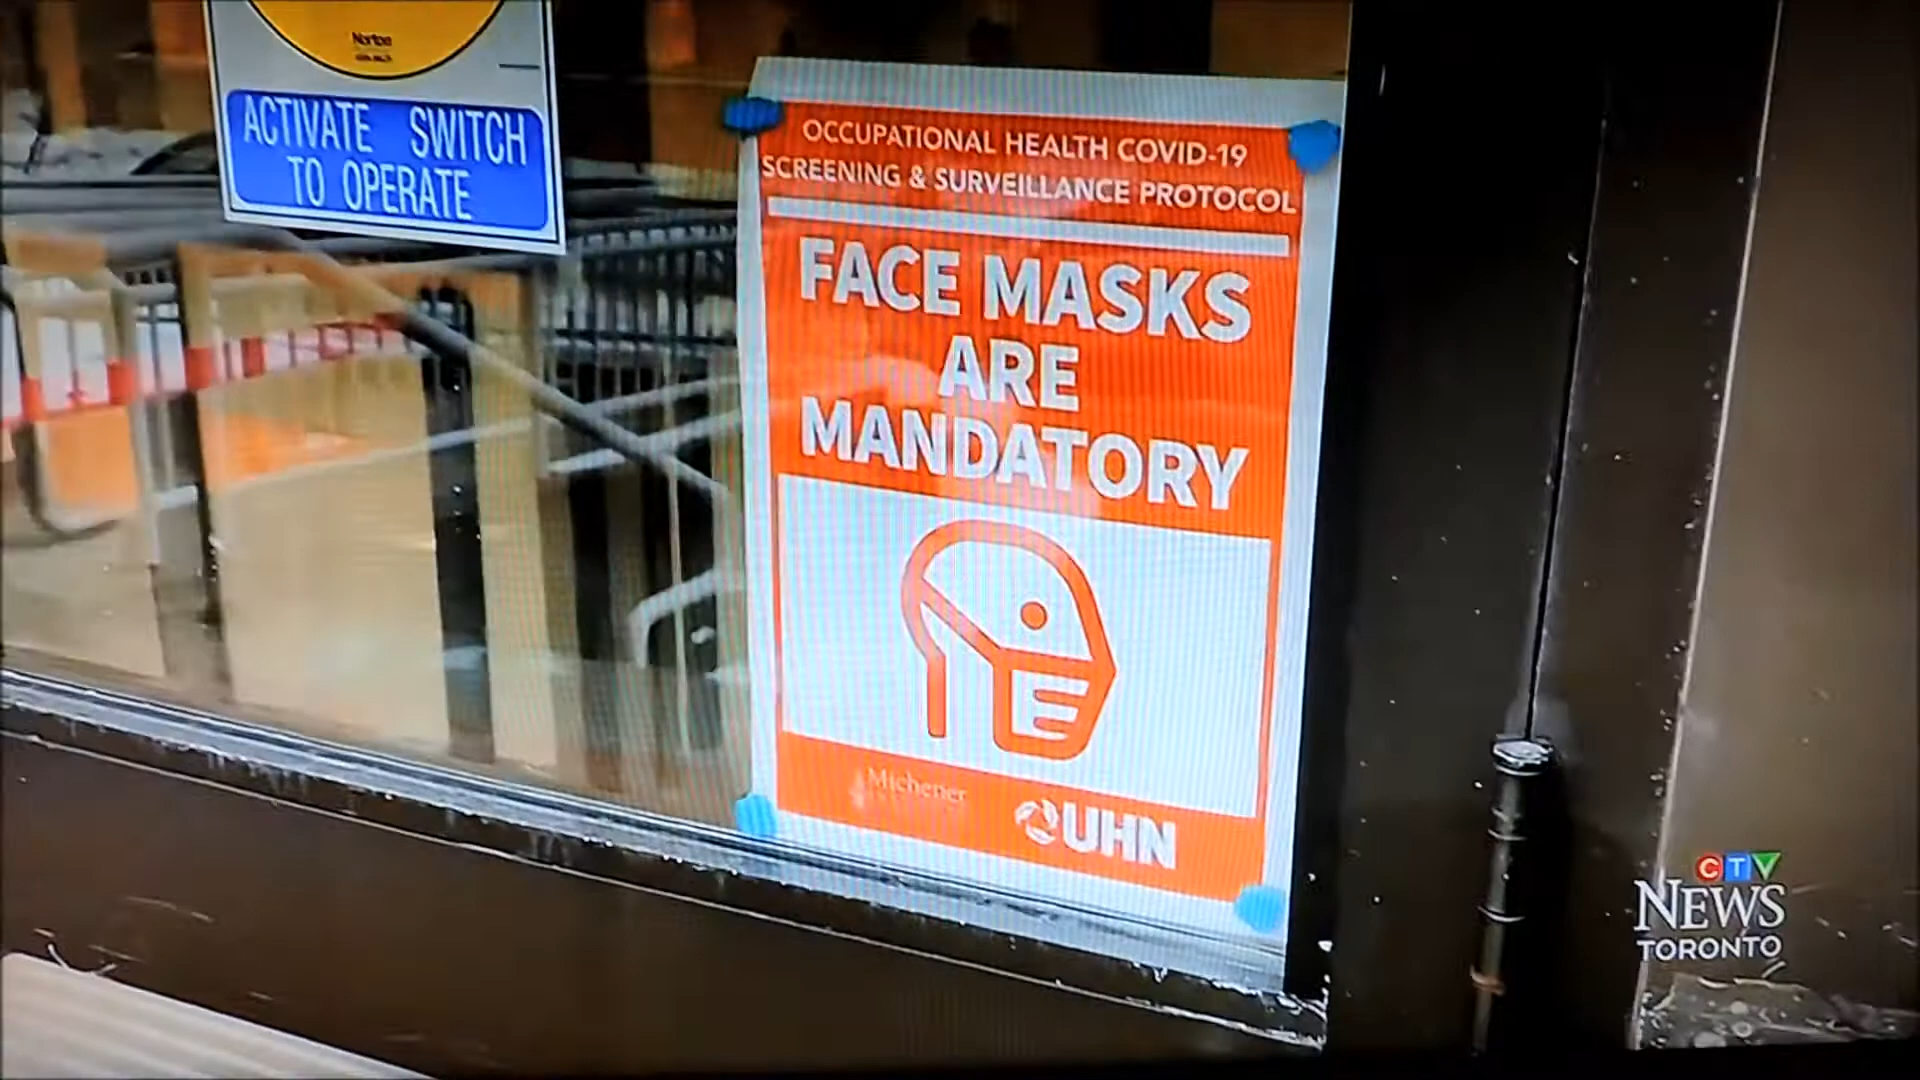 Norton
ACTIVATE SWITCH
TO OPERATE
OCCUPATIONAL HEALTH COVID-19
SCREENING & SURVEILLANCE PROTOCOL
FACE MASKS
ARE
MANDATORY
Michener
UHN
CTV
NEWS
TORONTO